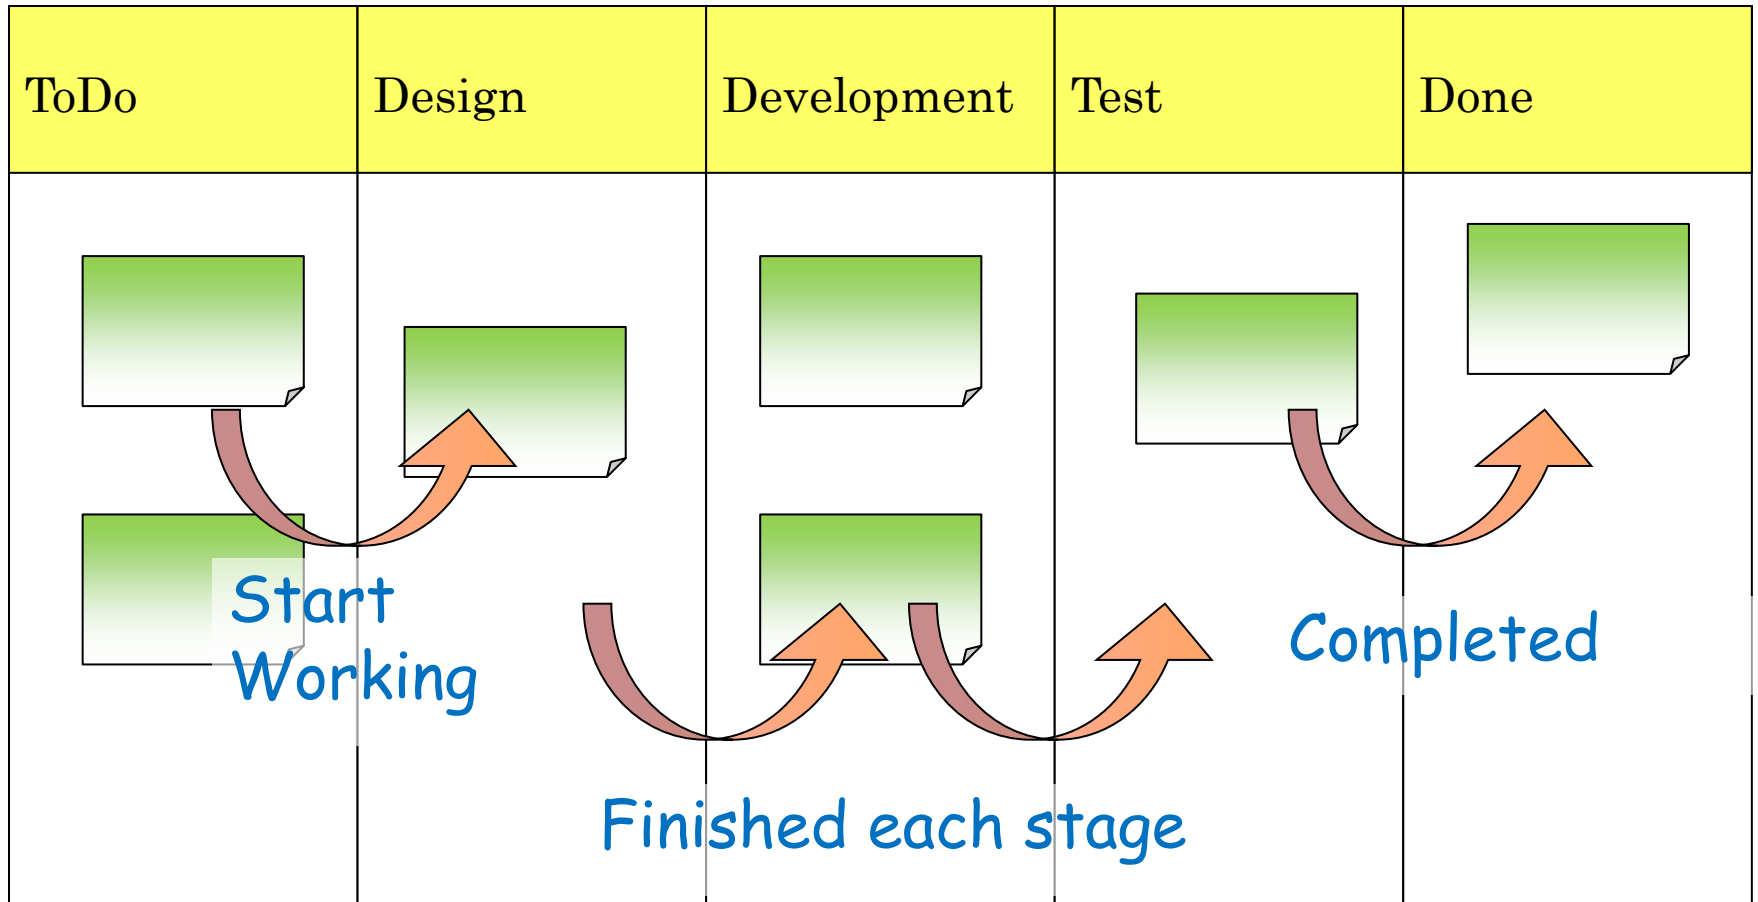 ToDo
Design
Development
Test
Done
Start
Working
Completed
Finished each stage